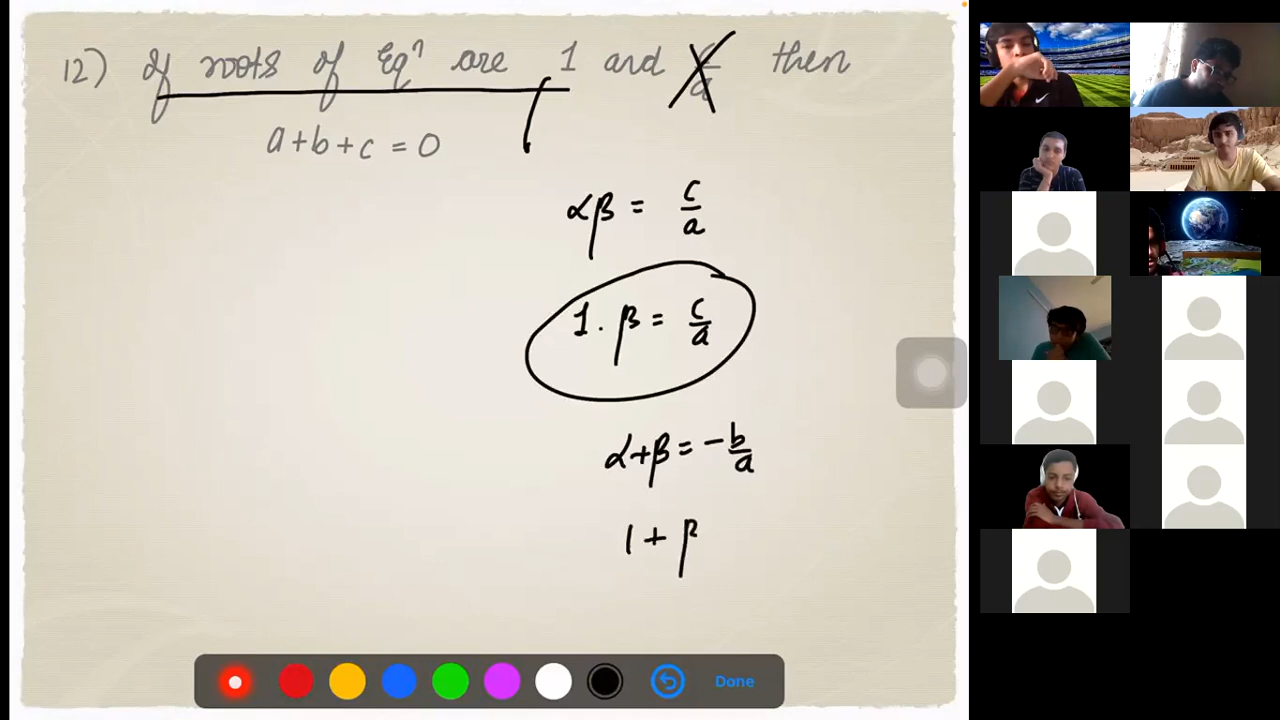 12) If roots of Eqⁿ are 1 and c/a then
a+b+c = 0
αβ = c/a
1. β = c/a
α+β = -b/a
1 + β
Done